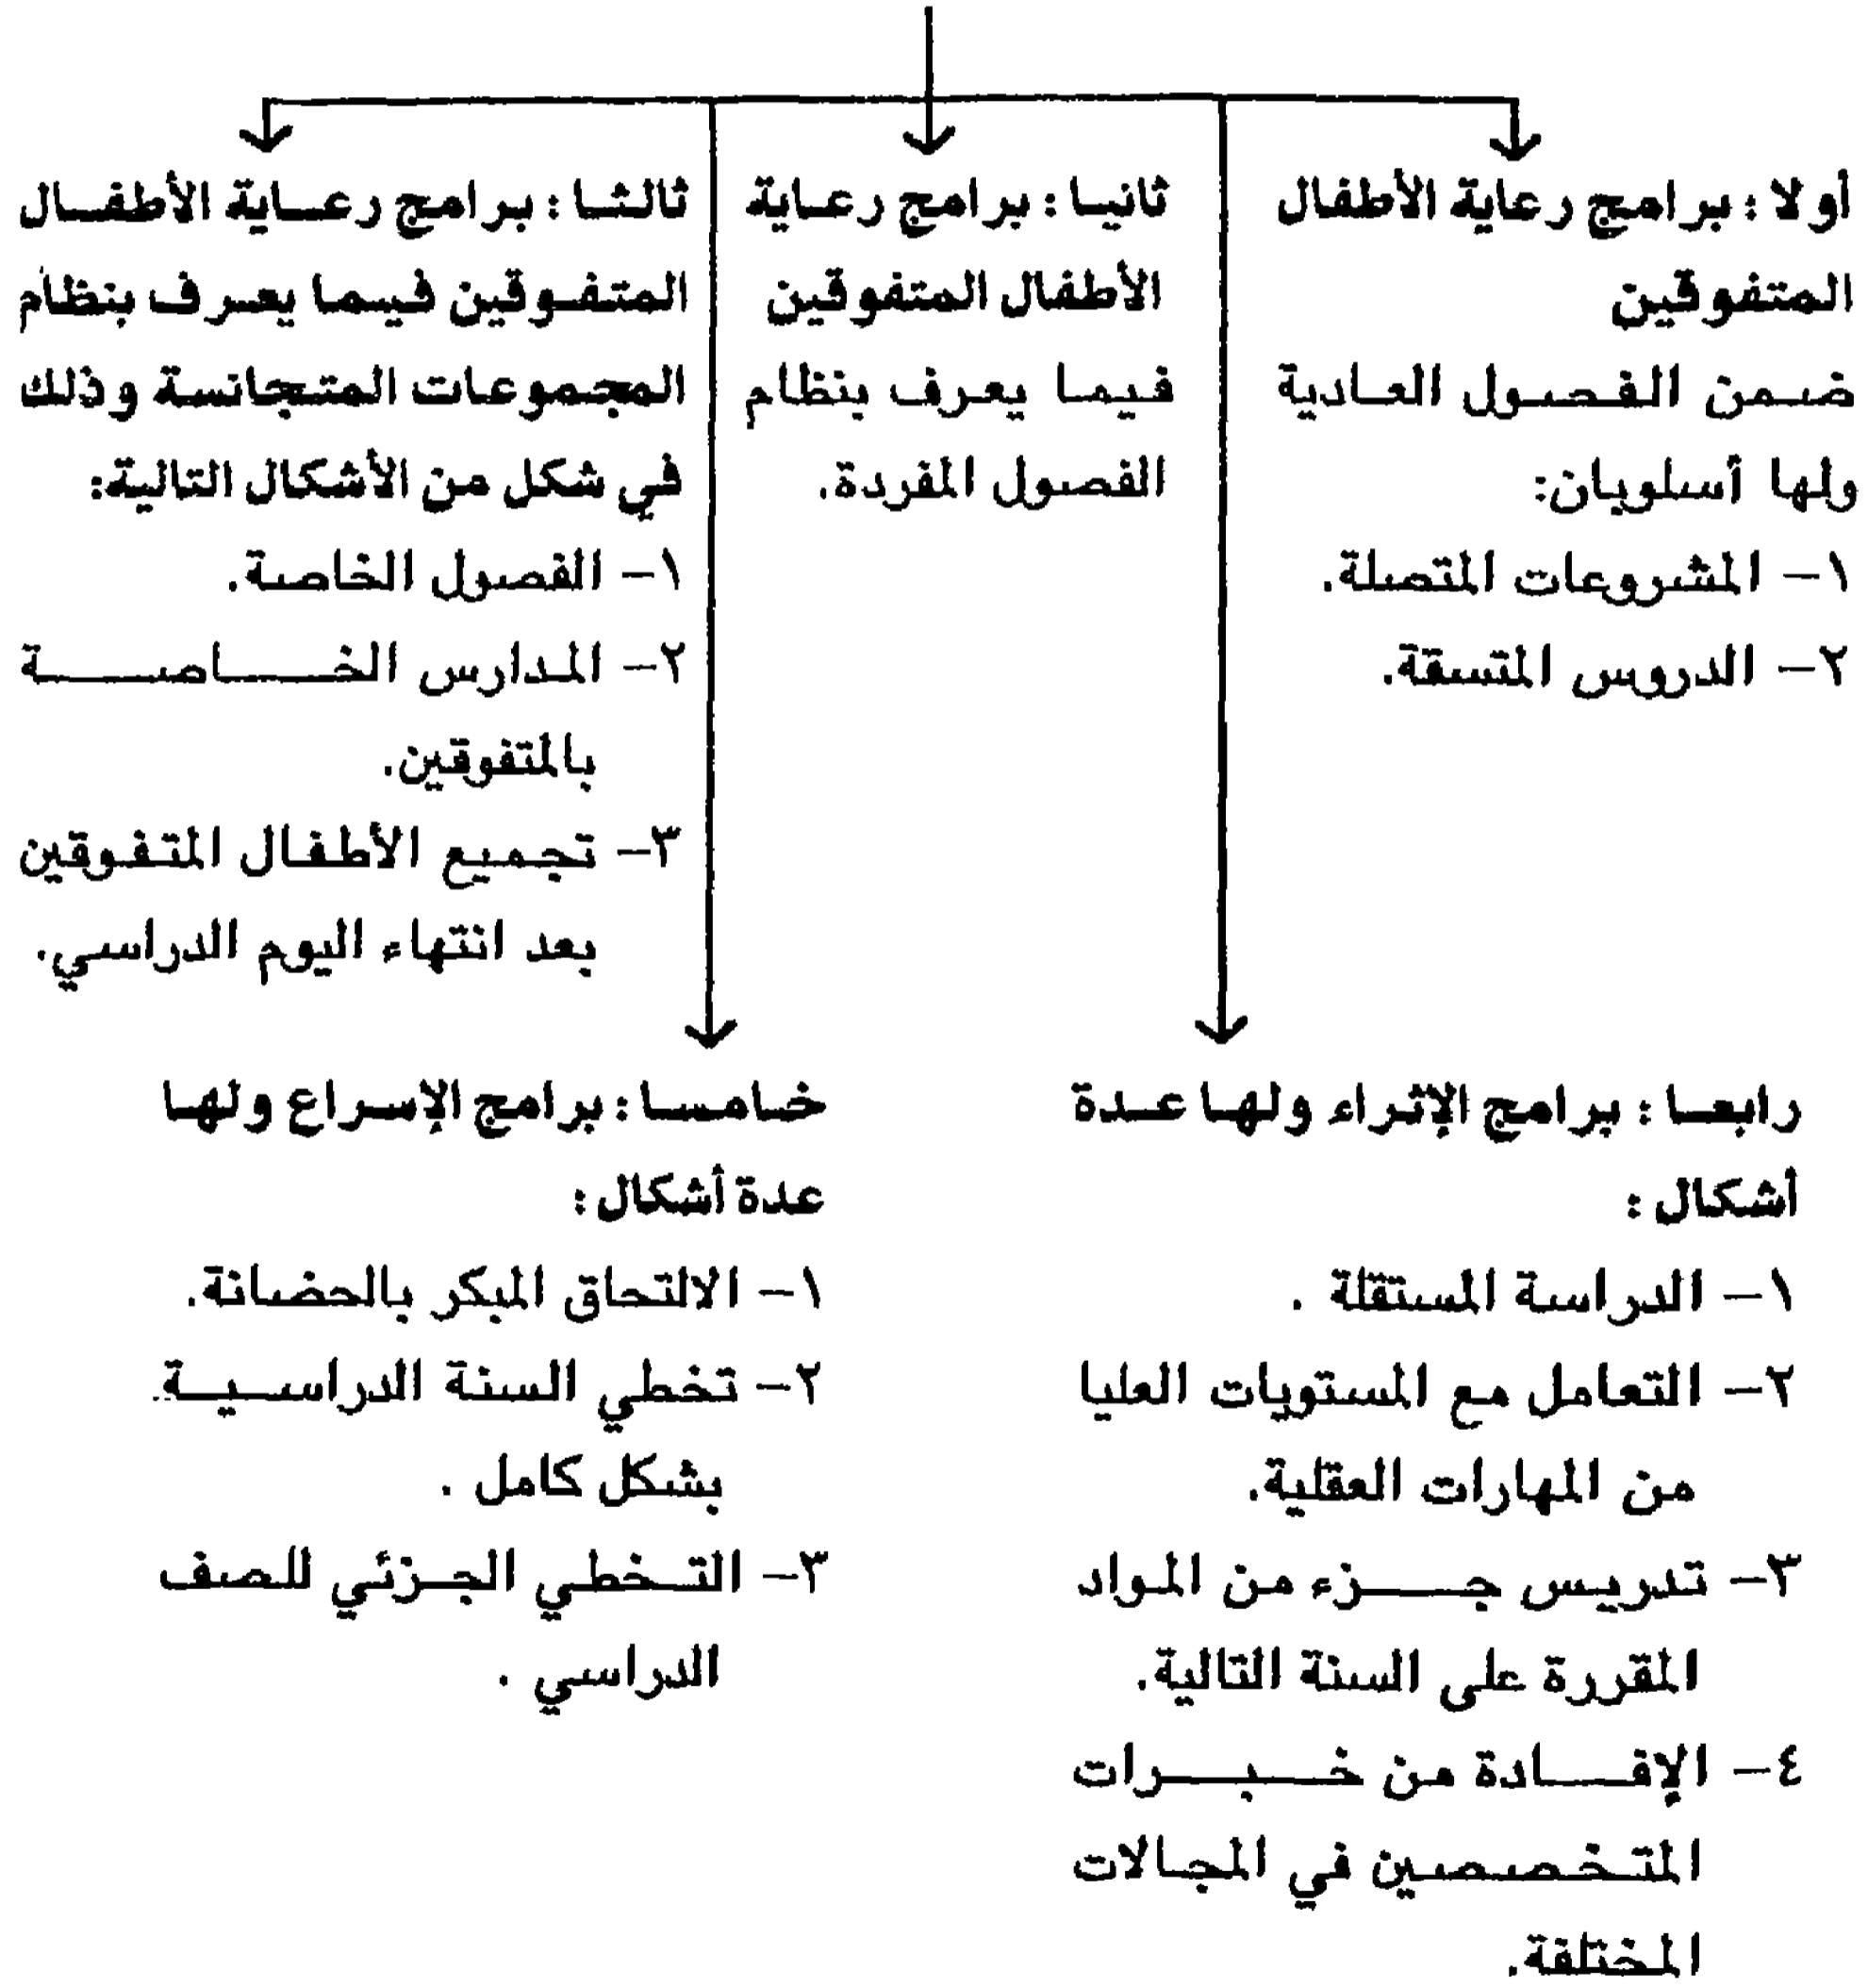 أولا : برامج رعاية الأطفال
المتفوقين
ضمن الفصول العادية
ولها أسلوبان:
١- المشروعات المتصلة.
٢- الدروس المتسقة.
ثانيا : برامج رعاية
الأطفال المتفوقين
فيما يعرف بنظام
الفصول المفردة.
ثالثا : برامج رعاية الأطفال
المتفوقين فيما يعرف بنظام
المجموعات المتجانسة وذلك
في شكل من الأشكال التالية:
١- الفصول الخاصة.
٢- المدارس الخاصة
بالمتفوقين.
٣- تجميع الأطفال المتفوقين
بعد انتهاء اليوم الدراسي.
رابعا : برامج الإثراء ولها عدة
أشكال :
١- الدراسة المستقلة .
٢- التعامل مع المستويات العليا
من المهارات العقلية.
٣- تدريس جزء من المواد
المقررة على السنة التالية.
٤- الإفادة من خبرات
المتخصصين في المجالات
المختلفة.
خامسا : برامج الإسراع ولها
عدة أشكال :
١- الالتحاق المبكر بالحضانة.
٢- تخطي السنة الدراسية
بشكل كامل .
٣- التخطي الجزئي للصف
الدراسي .